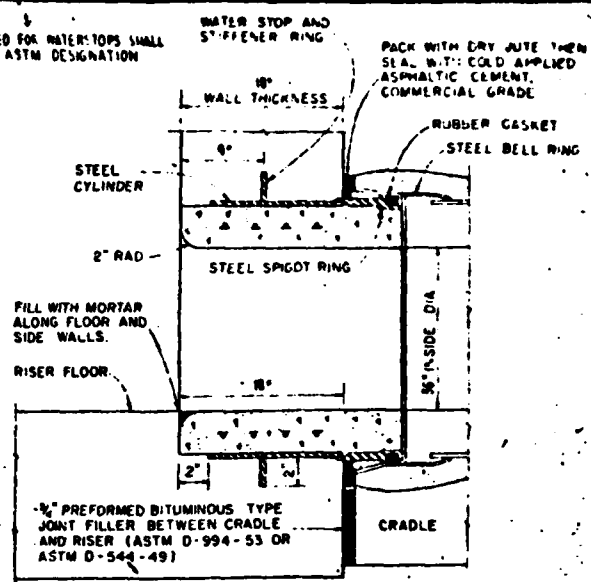 ED FOR WATERSTOPS SHALL
ASTM DESIGNATION
WATER STOP AND
STIFFENER RING
PACK WITH DRY JUTE THEN
SEAL WITH COLD APPLIED
ASPHALTIC CEMENT,
COMMERCIAL GRADE
18"
WALL THICKNESS
RUBBER GASKET
STEEL BELL RING
9"
STEEL
CYLINDER
2" RAD
STEEL SPIGOT RING
FILL WITH MORTAR
ALONG FLOOR AND
SIDE WALLS.
36" INSIDE DIA
RISER FLOOR
18"
2"
2"
3/4" PREFORMED BITUMINOUS TYPE
JOINT FILLER BETWEEN CRADLE
AND RISER (ASTM D-994-53 OR
ASTM D-544-49)
CRADLE